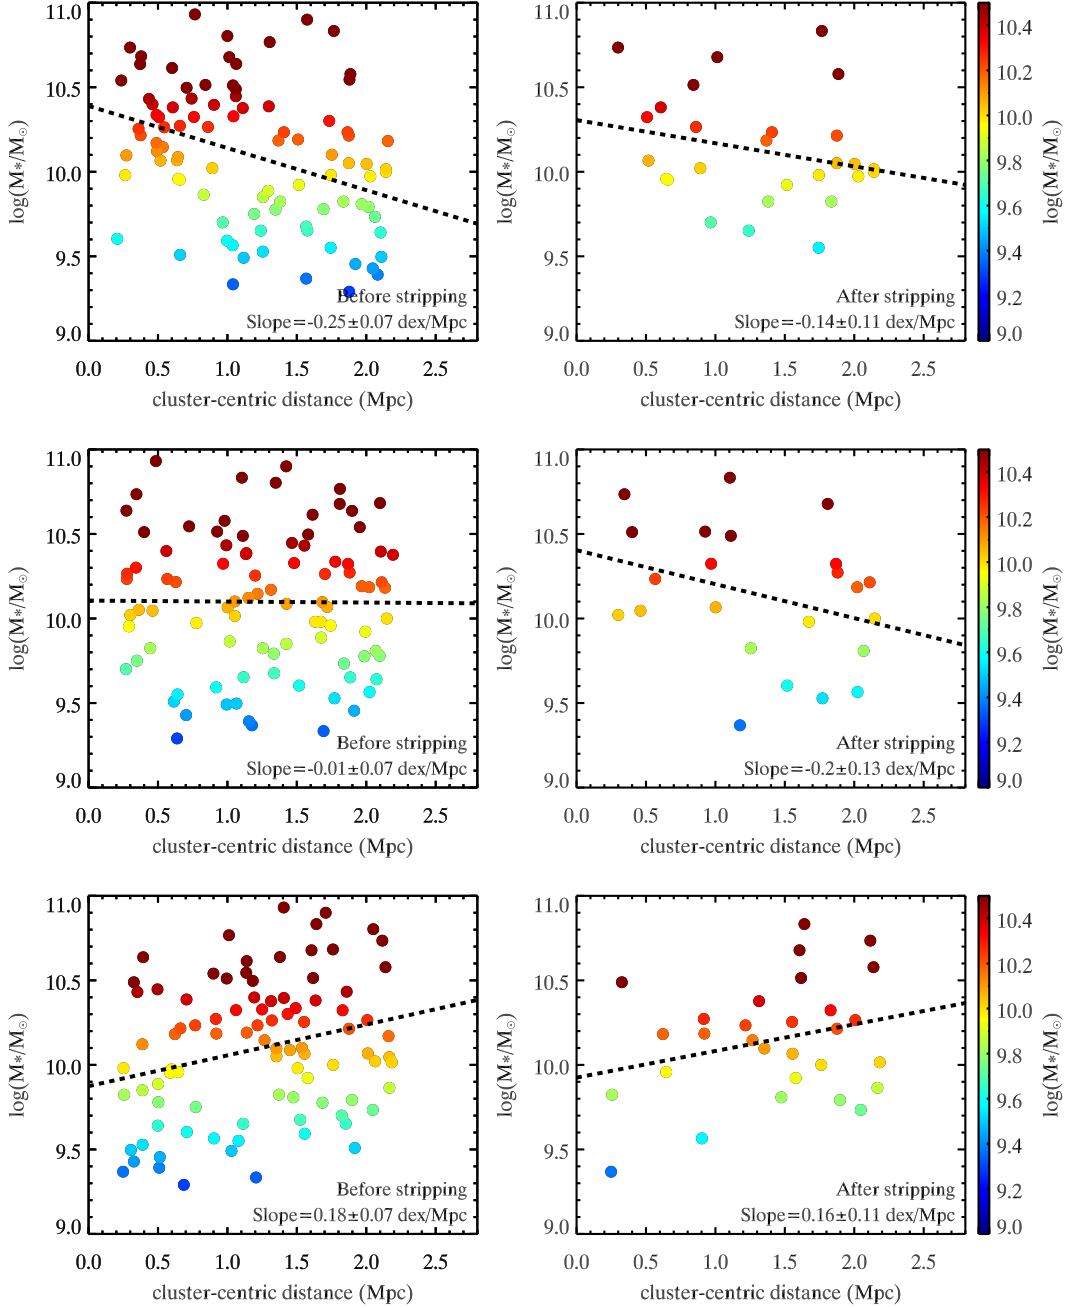 11.0
10.5
10.0
9.5
9.0
log(M*/M☉)
Before stripping
Slope=-0.25±0.07 dex/Mpc
0.0 0.5 1.0 1.5 2.0 2.5
cluster-centric distance (Mpc)
11.0
10.5
10.0
9.5
9.0
log(M*/M☉)
After stripping
Slope=-0.14±0.11 dex/Mpc
0.0 0.5 1.0 1.5 2.0 2.5
cluster-centric distance (Mpc)
10.4
10.2
10.0
9.8
9.6
9.4
9.2
9.0
log(M*/M☉)
11.0
10.5
10.0
9.5
9.0
log(M*/M☉)
Before stripping
Slope=-0.01±0.07 dex/Mpc
0.0 0.5 1.0 1.5 2.0 2.5
cluster-centric distance (Mpc)
11.0
10.5
10.0
9.5
9.0
log(M*/M☉)
After stripping
Slope=-0.2±0.13 dex/Mpc
0.0 0.5 1.0 1.5 2.0 2.5
cluster-centric distance (Mpc)
10.4
10.2
10.0
9.8
9.6
9.4
9.2
9.0
log(M*/M☉)
11.0
10.5
10.0
9.5
9.0
log(M*/M☉)
Before stripping
Slope=0.18±0.07 dex/Mpc
0.0 0.5 1.0 1.5 2.0 2.5
cluster-centric distance (Mpc)
11.0
10.5
10.0
9.5
9.0
log(M*/M☉)
After stripping
Slope=0.16±0.11 dex/Mpc
0.0 0.5 1.0 1.5 2.0 2.5
cluster-centric distance (Mpc)
10.4
10.2
10.0
9.8
9.6
9.4
9.2
9.0
log(M*/M☉)